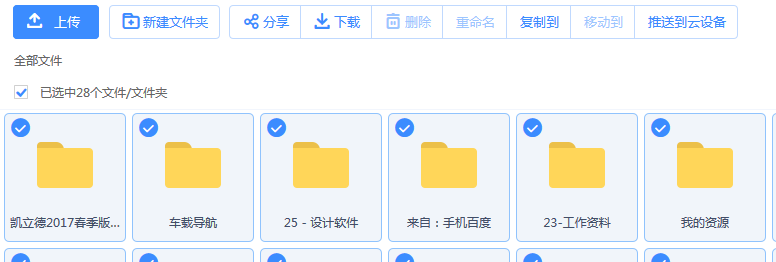 上传 新建文件夹 分享 下载 删除 重命名 复制到 移动到 推送到云设备
全部文件
已选中28个文件/文件夹
凯立德2017春季版... 车载导航 25 - 设计软件 来自：手机百度 23-工作资料 我的资源